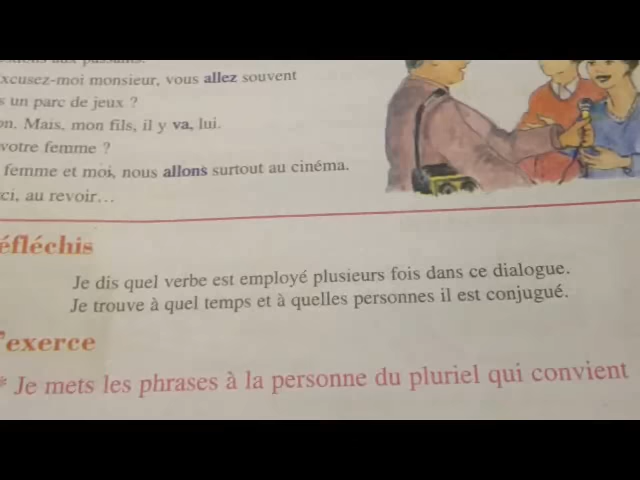 xcusez-moi monsieur, vous allez souvent
s un parc de jeux ?
on. Mais, mon fils, il y va, lui.
votre femme ?
femme et moi, nous allons surtout au cinéma.
ci, au revoir…
éfléchis
Je dis quel verbe est employé plusieurs fois dans ce dialogue.
Je trouve à quel temps et à quelles personnes il est conjugué.
'exerce
* Je mets les phrases à la personne du pluriel qui convient